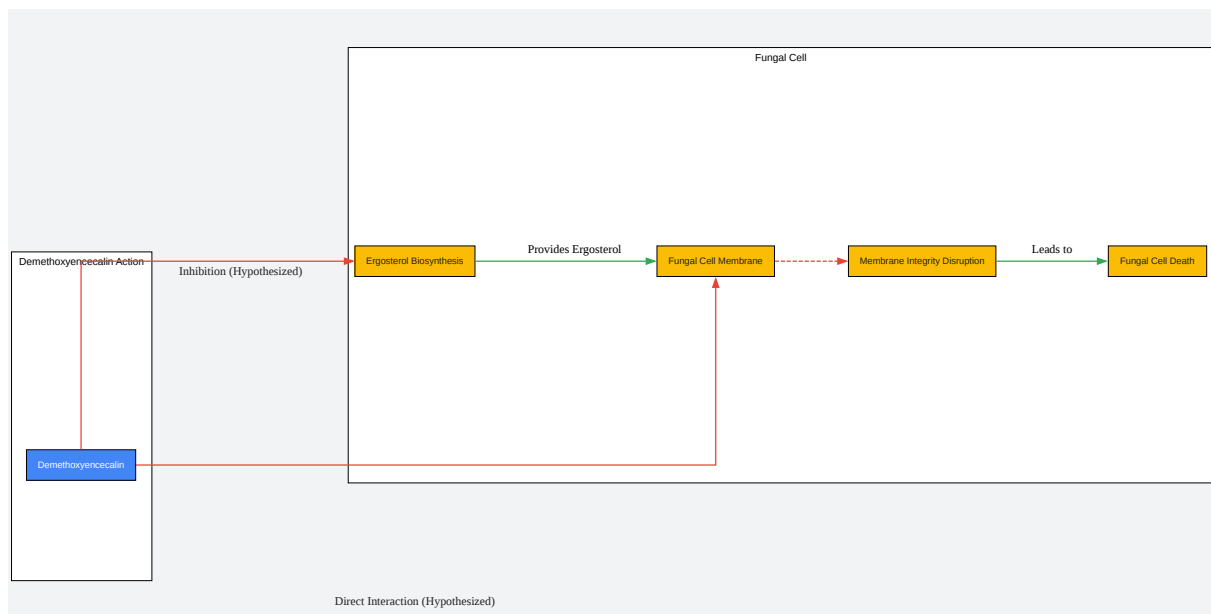 Fungal Cell
Demethoxyencecalin Action
Inhibition (Hypothesized)
Ergosterol Biosynthesis
Provides Ergosterol
Fungal Cell Membrane
Membrane Integrity Disruption
Leads to
Fungal Cell Death
Demethoxyencecalin
Direct Interaction (Hypothesized)